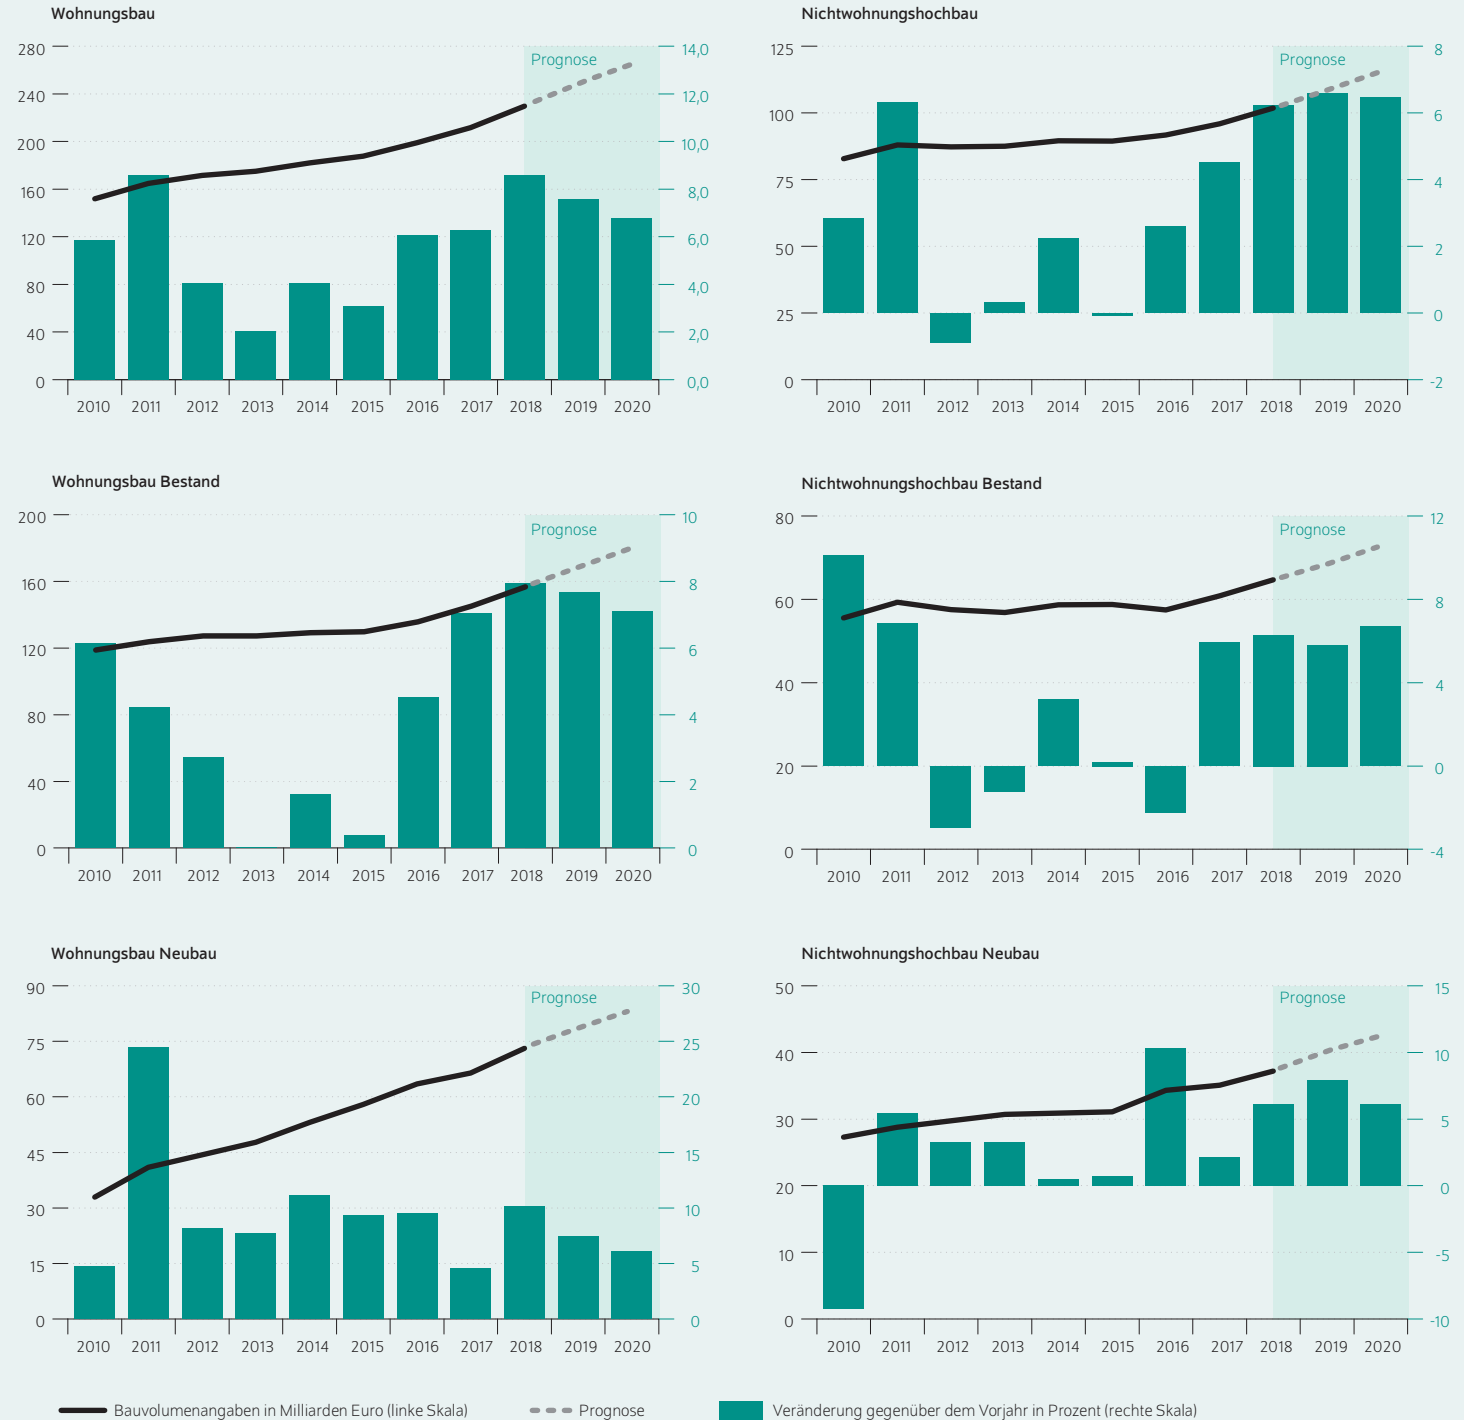 Wohnungsbau
280 14,0
240 12,0
200 10,0
160 8,0
120 6,0
80 4,0
40 2,0
0 0,0
Prognose
2010 2011 2012 2013 2014 2015 2016 2017 2018 2019 2020
Nichtwohnungshochbau
125 8
100 6
75 4
50 2
25 0
0 -2
Prognose
2010 2011 2012 2013 2014 2015 2016 2017 2018 2019 2020
Wohnungsbau Bestand
200 10
160 8
120 6
80 4
40 2
0 0
Prognose
2010 2011 2012 2013 2014 2015 2016 2017 2018 2019 2020
Nichtwohnungshochbau Bestand
80 12
60 8
40 4
20 0
0 -4
Prognose
2010 2011 2012 2013 2014 2015 2016 2017 2018 2019 2020
Wohnungsbau Neubau
90 30
75 25
60 20
45 15
30 10
15 5
0 0
Prognose
2010 2011 2012 2013 2014 2015 2016 2017 2018 2019 2020
Nichtwohnungshochbau Neubau
50 15
40 10
30 5
20 0
10 -5
0 -10
Prognose
2010 2011 2012 2013 2014 2015 2016 2017 2018 2019 2020
Bauvolumenangaben in Milliarden Euro (linke Skala) Prognose Veränderung gegenüber dem Vorjahr in Prozent (rechte Skala)